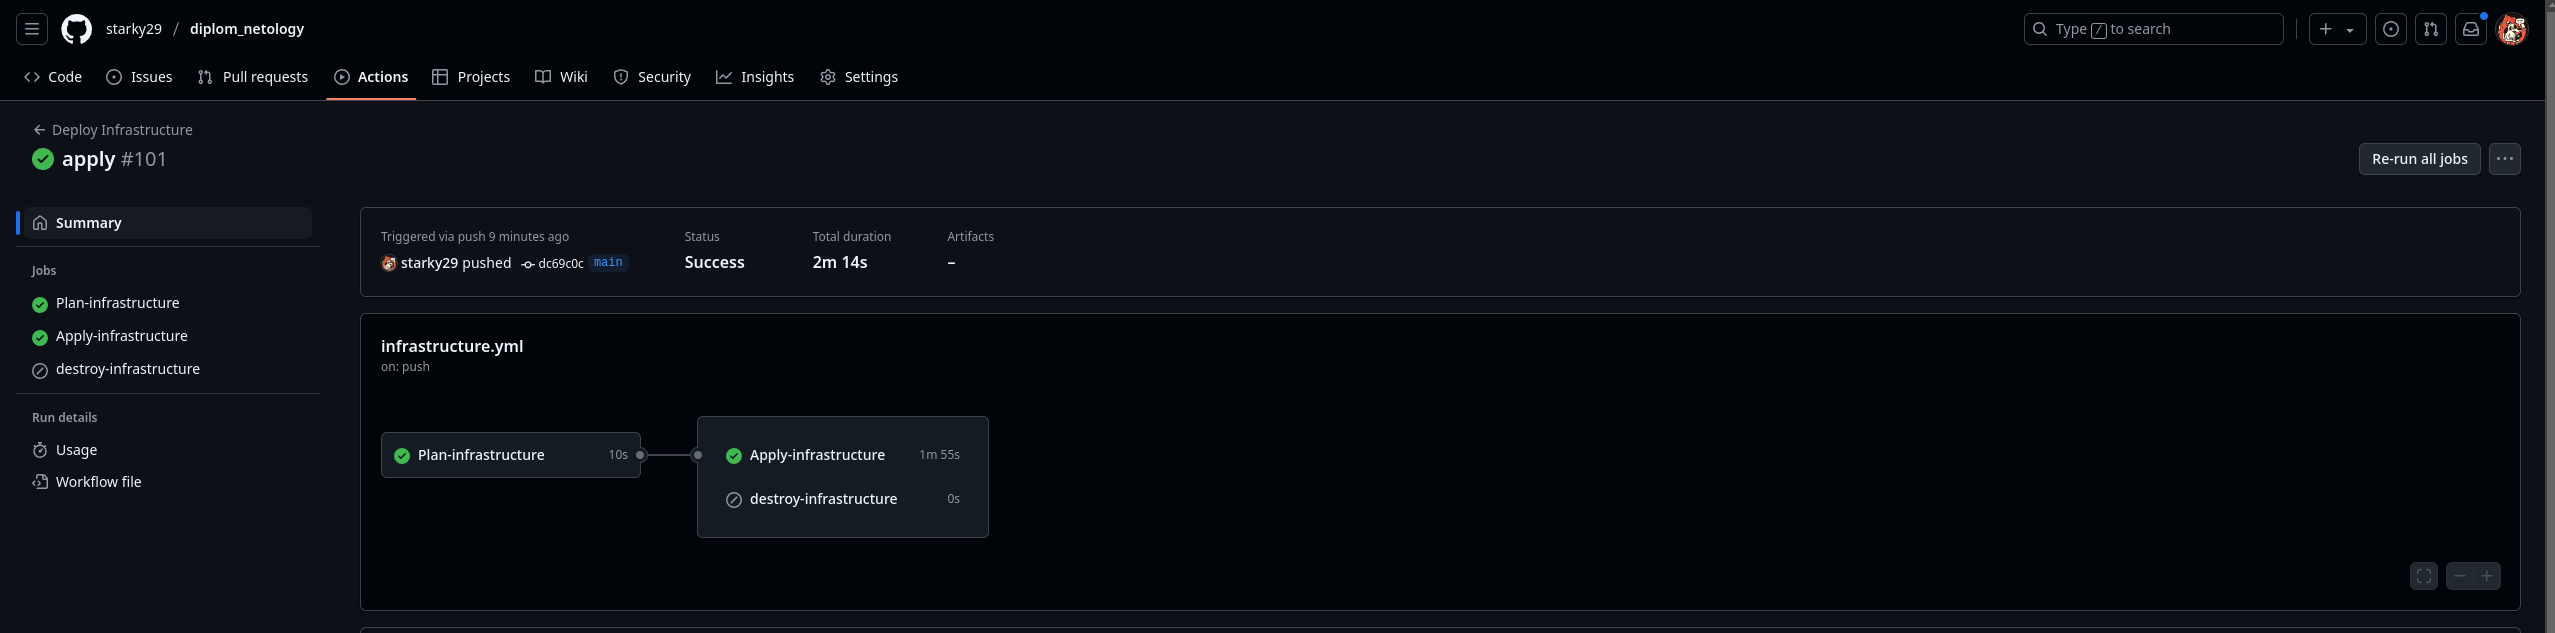 starky29 / diplom_netology
Type / to search
Code Issues Pull requests Actions Projects Wiki Security Insights Settings
Deploy Infrastructure
apply #101
Re-run all jobs
Summary
Jobs
Plan-infrastructure
Apply-infrastructure
destroy-infrastructure
Run details
Usage
Workflow file
Triggered via push 9 minutes ago
starky29 pushed dc69c0c main
Status
Success
Total duration
2m 14s
Artifacts
–
infrastructure.yml
on: push
Plan-infrastructure 10s
Apply-infrastructure 1m 55s
destroy-infrastructure 0s